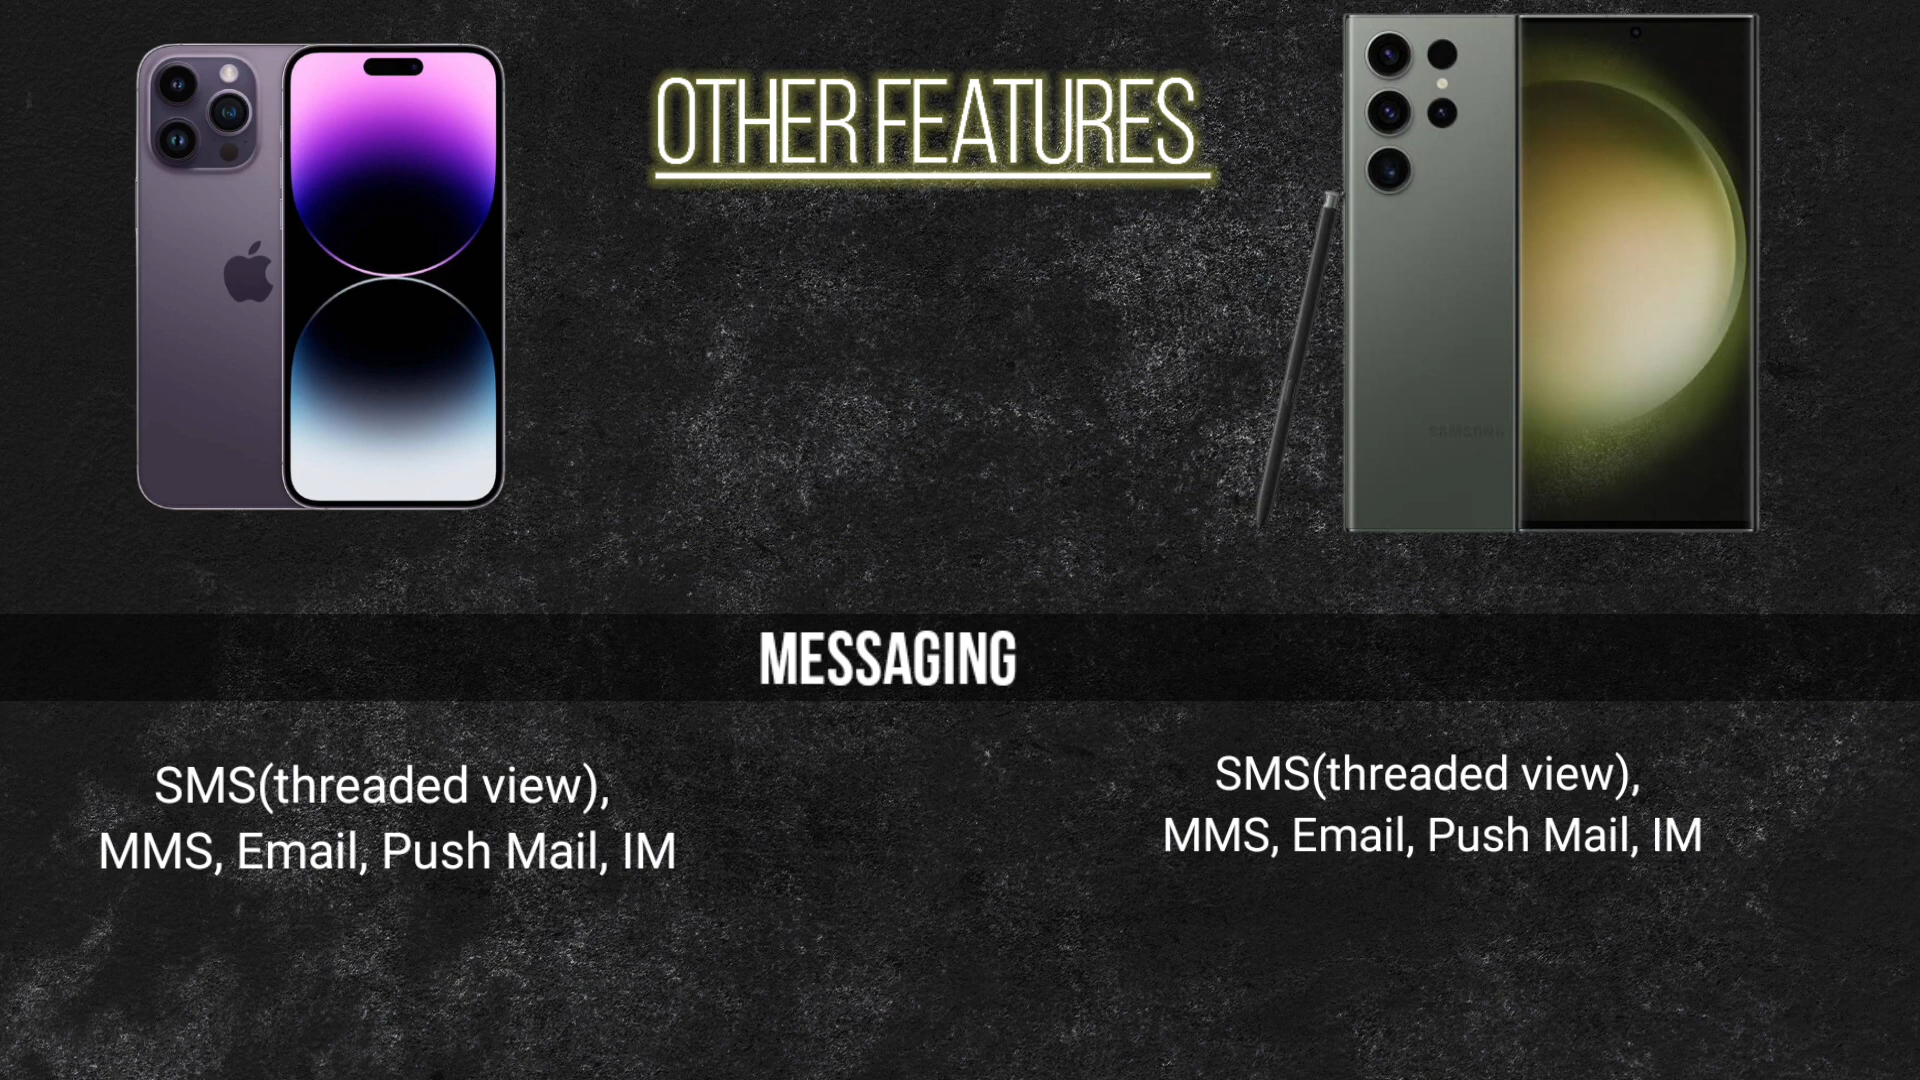 OTHER FEATURES
SAMSUNG
MESSAGING
SMS(threaded view),
MMS, Email, Push Mail, IM
SMS(threaded view),
MMS, Email, Push Mail, IM